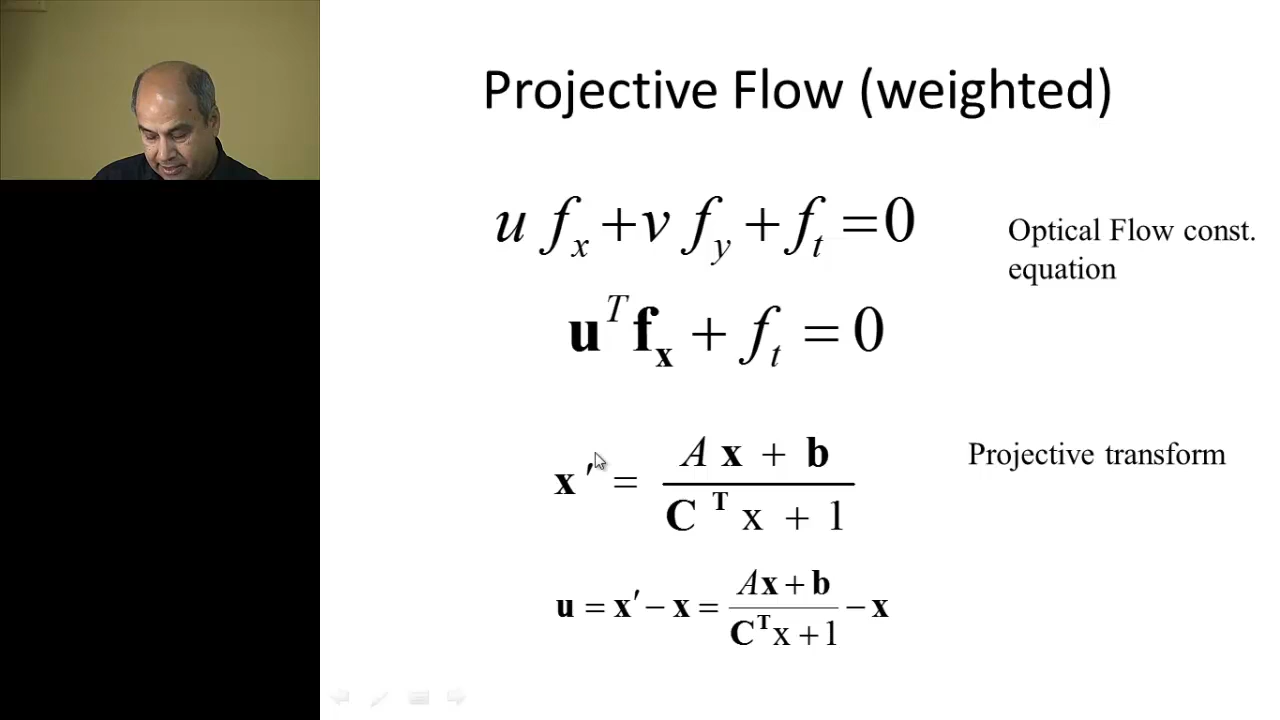 Projective Flow (weighted)
u f_x + v f_y + f_t = 0
Optical Flow const.
equation
𝐮^T 𝐟_𝐱 + f_t = 0
𝐱′ = (A 𝐱 + 𝐛) / (𝐂^𝐓 x + 1)
Projective transform
𝐮 = 𝐱′ − 𝐱 = (A𝐱 + 𝐛) / (𝐂^𝐓 x + 1) − 𝐱